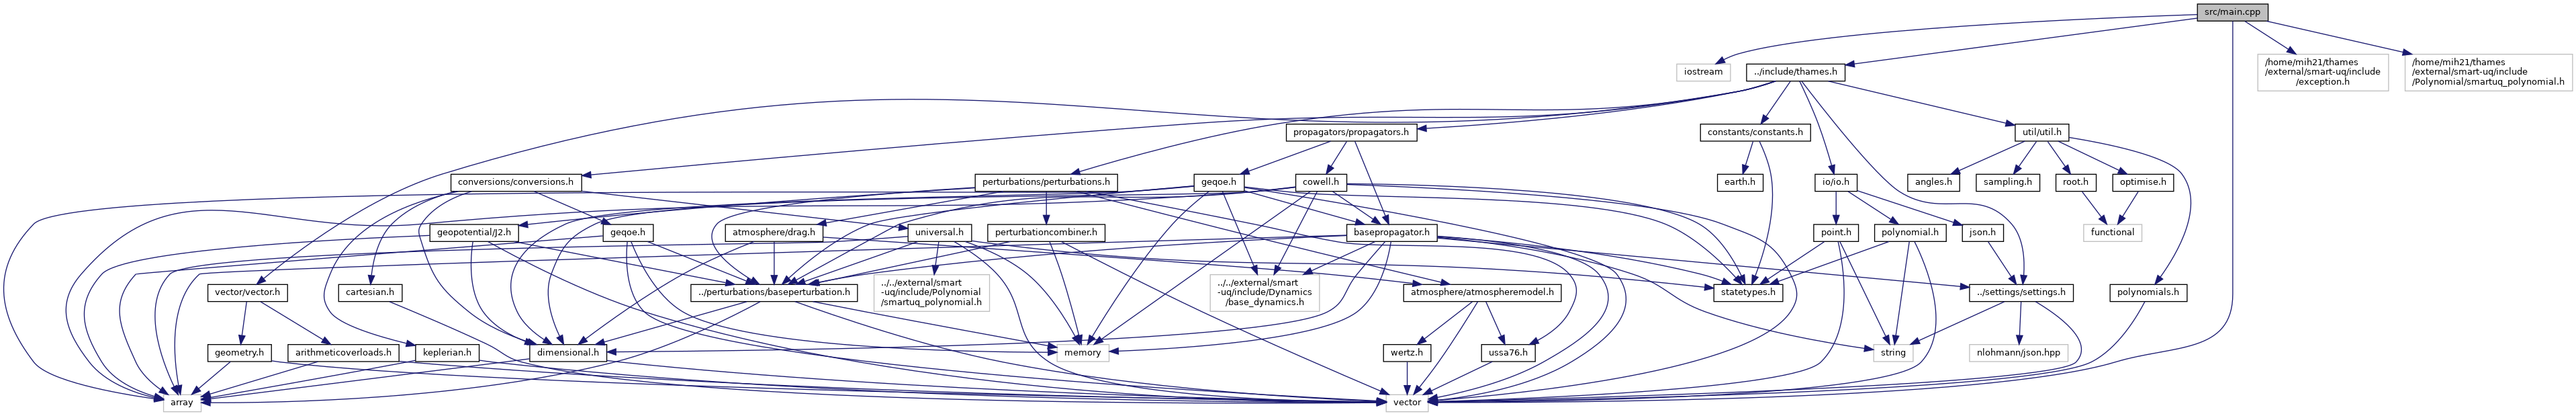 src/main.cpp
iostream
../include/thames.h
/home/mih21/thames
/external/smart-uq/include
/exception.h
/home/mih21/thames
/external/smart-uq/include
/Polynomial/smartuq_polynomial.h
propagators/propagators.h
constants/constants.h
util/util.h
conversions/conversions.h
perturbations/perturbations.h
geqoe.h
cowell.h
earth.h
io/io.h
angles.h
sampling.h
root.h
optimise.h
geopotential/J2.h
geqoe.h
atmosphere/drag.h
universal.h
perturbationcombiner.h
basepropagator.h
point.h
polynomial.h
json.h
functional
vector/vector.h
cartesian.h
../perturbations/baseperturbation.h
../../external/smart
-uq/include/Polynomial
/smartuq_polynomial.h
../../external/smart
-uq/include/Dynamics
/base_dynamics.h
atmosphere/atmospheremodel.h
statetypes.h
../settings/settings.h
polynomials.h
geometry.h
arithmeticoverloads.h
keplerian.h
dimensional.h
memory
wertz.h
ussa76.h
string
nlohmann/json.hpp
array
vector